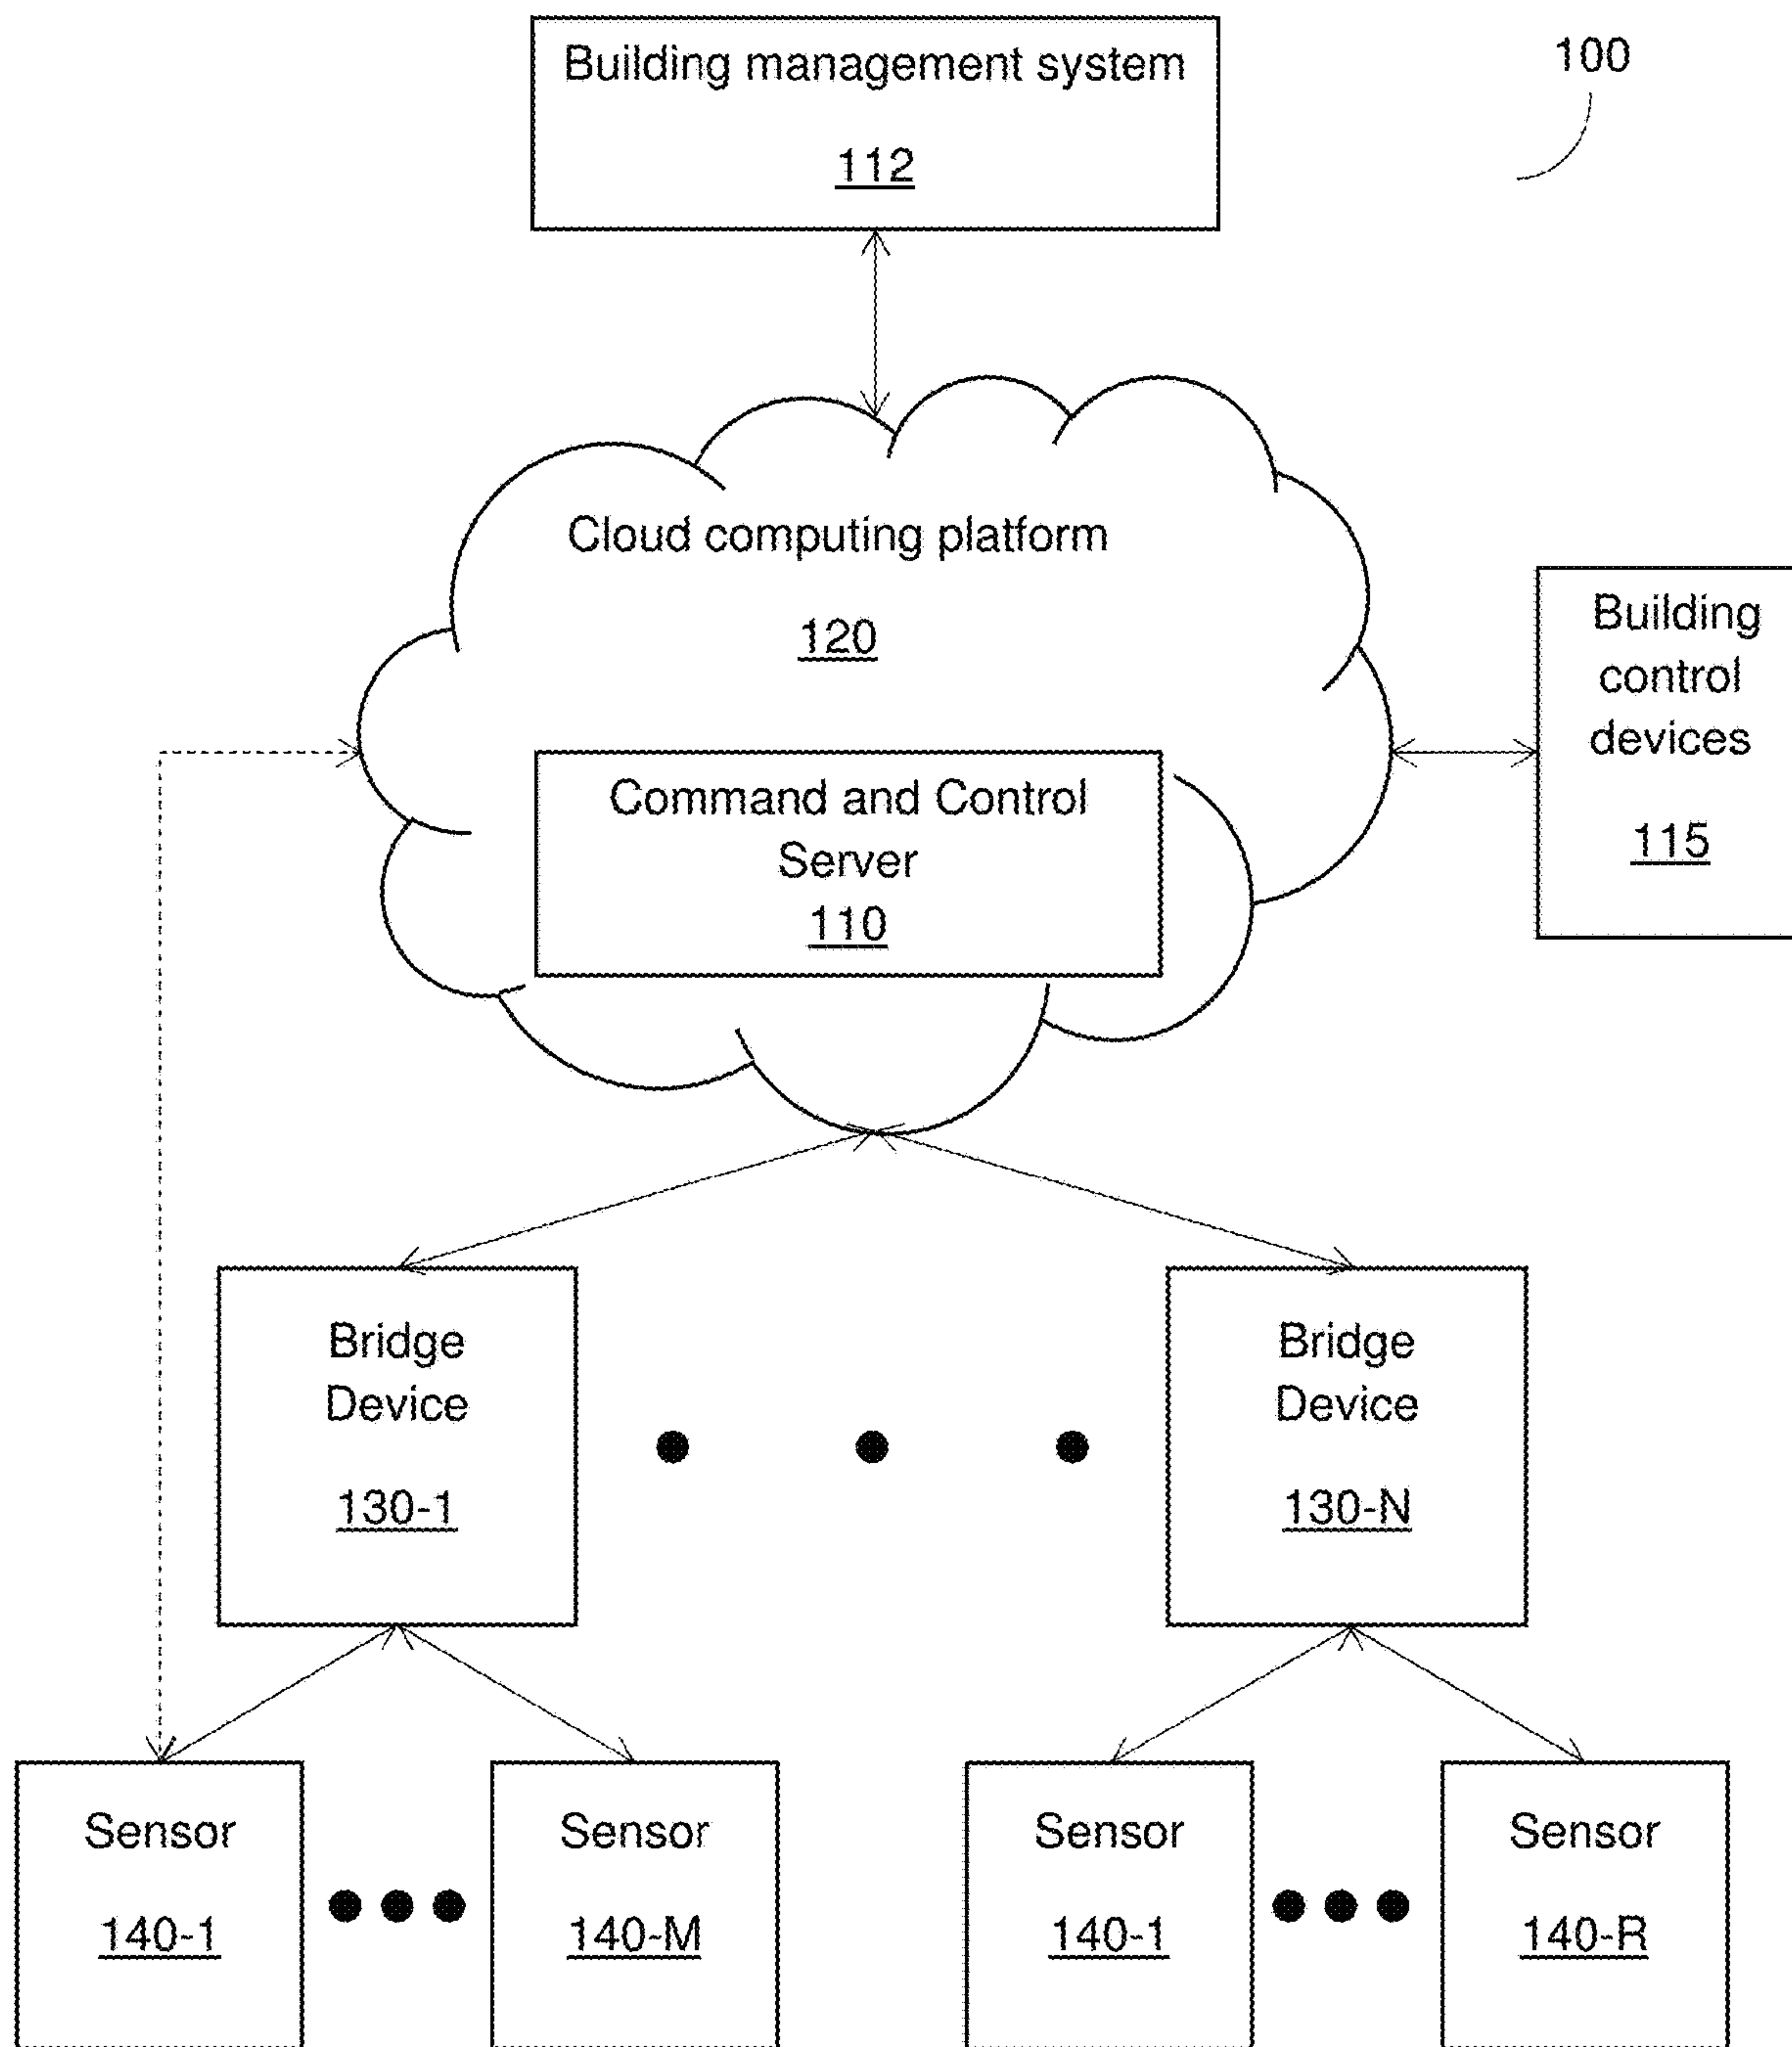 Building management system
112
100
Cloud computing platform
120
Building
control
devices
115
Command and Control
Server
110
Bridge
Device
130-1
Bridge
Device
130-N
Sensor
140-1
Sensor
140-M
Sensor
140-1
Sensor
140-R